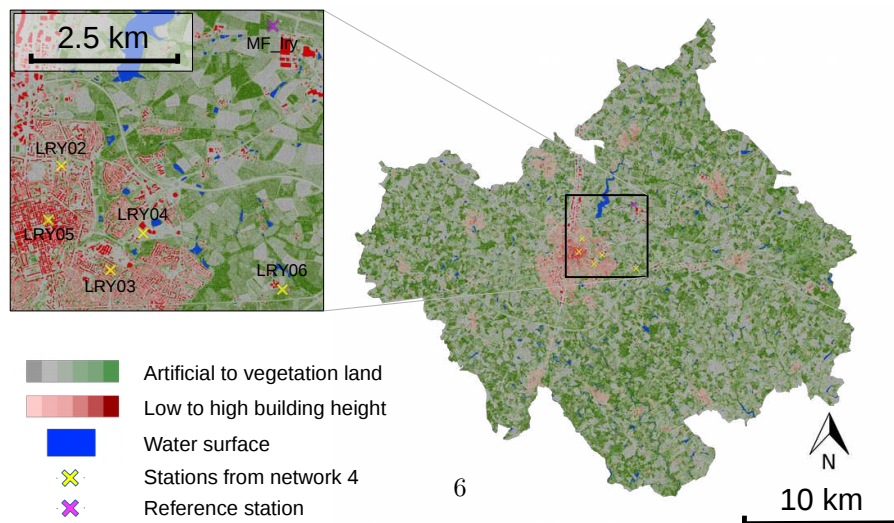 2.5 km
MF_lry
LRY02
LRY04
LRY05
LRY03
LRY06
Artificial to vegetation land
Low to high building height
Water surface
Stations from network 4
Reference station
6
N
10 km